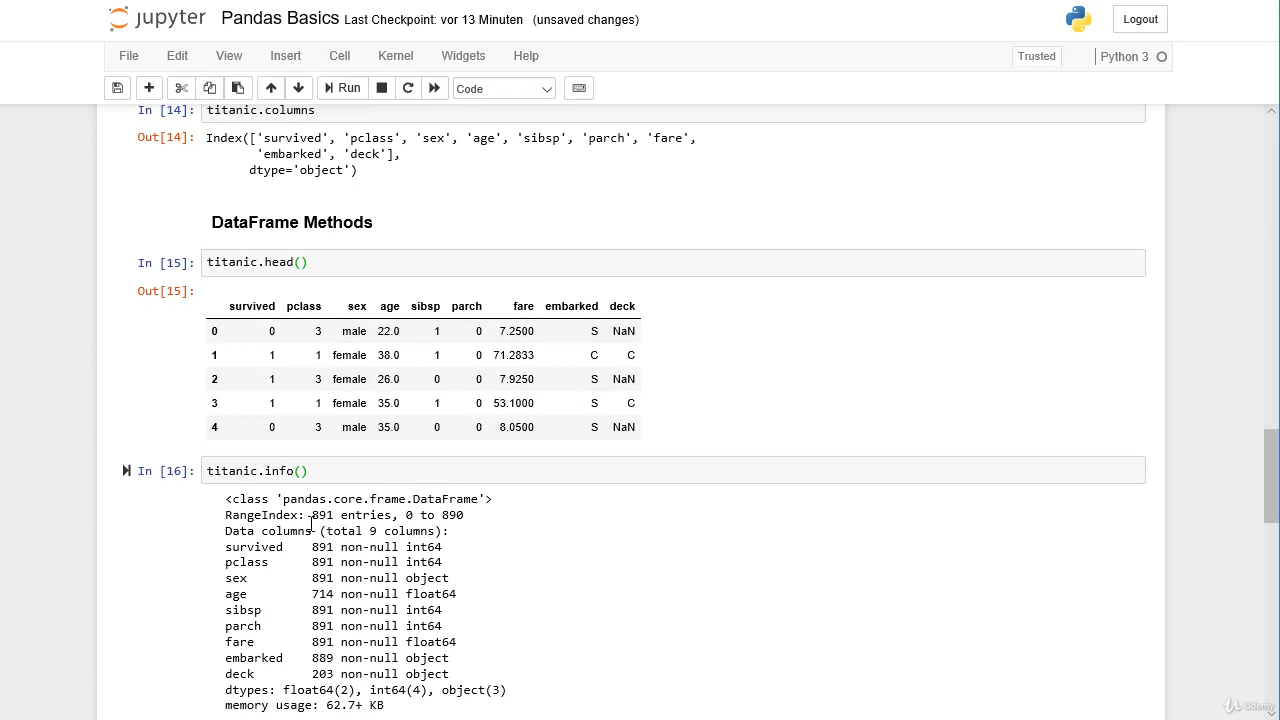 jupyter Pandas Basics Last Checkpoint: vor 13 Minuten (unsaved changes) Logout
File Edit View Insert Cell Kernel Widgets Help Trusted Python 3
Run Code
In [14]: titanic.columns
Out[14]: Index(['survived', 'pclass', 'sex', 'age', 'sibsp', 'parch', 'fare',
'embarked', 'deck'],
dtype='object')
DataFrame Methods
In [15]: titanic.head()
Out[15]:
survived pclass sex age sibsp parch fare embarked deck
0 0 3 male 22.0 1 0 7.2500 S NaN
1 1 1 female 38.0 1 0 71.2833 C C
2 1 3 female 26.0 0 0 7.9250 S NaN
3 1 1 female 35.0 1 0 53.1000 S C
4 0 3 male 35.0 0 0 8.0500 S NaN
In [16]: titanic.info()
<class 'pandas.core.frame.DataFrame'>
RangeIndex: 891 entries, 0 to 890
Data columns (total 9 columns):
survived 891 non-null int64
pclass 891 non-null int64
sex 891 non-null object
age 714 non-null float64
sibsp 891 non-null int64
parch 891 non-null int64
fare 891 non-null float64
embarked 889 non-null object
deck 203 non-null object
dtypes: float64(2), int64(4), object(3)
memory usage: 62.7+ KB
Udemy